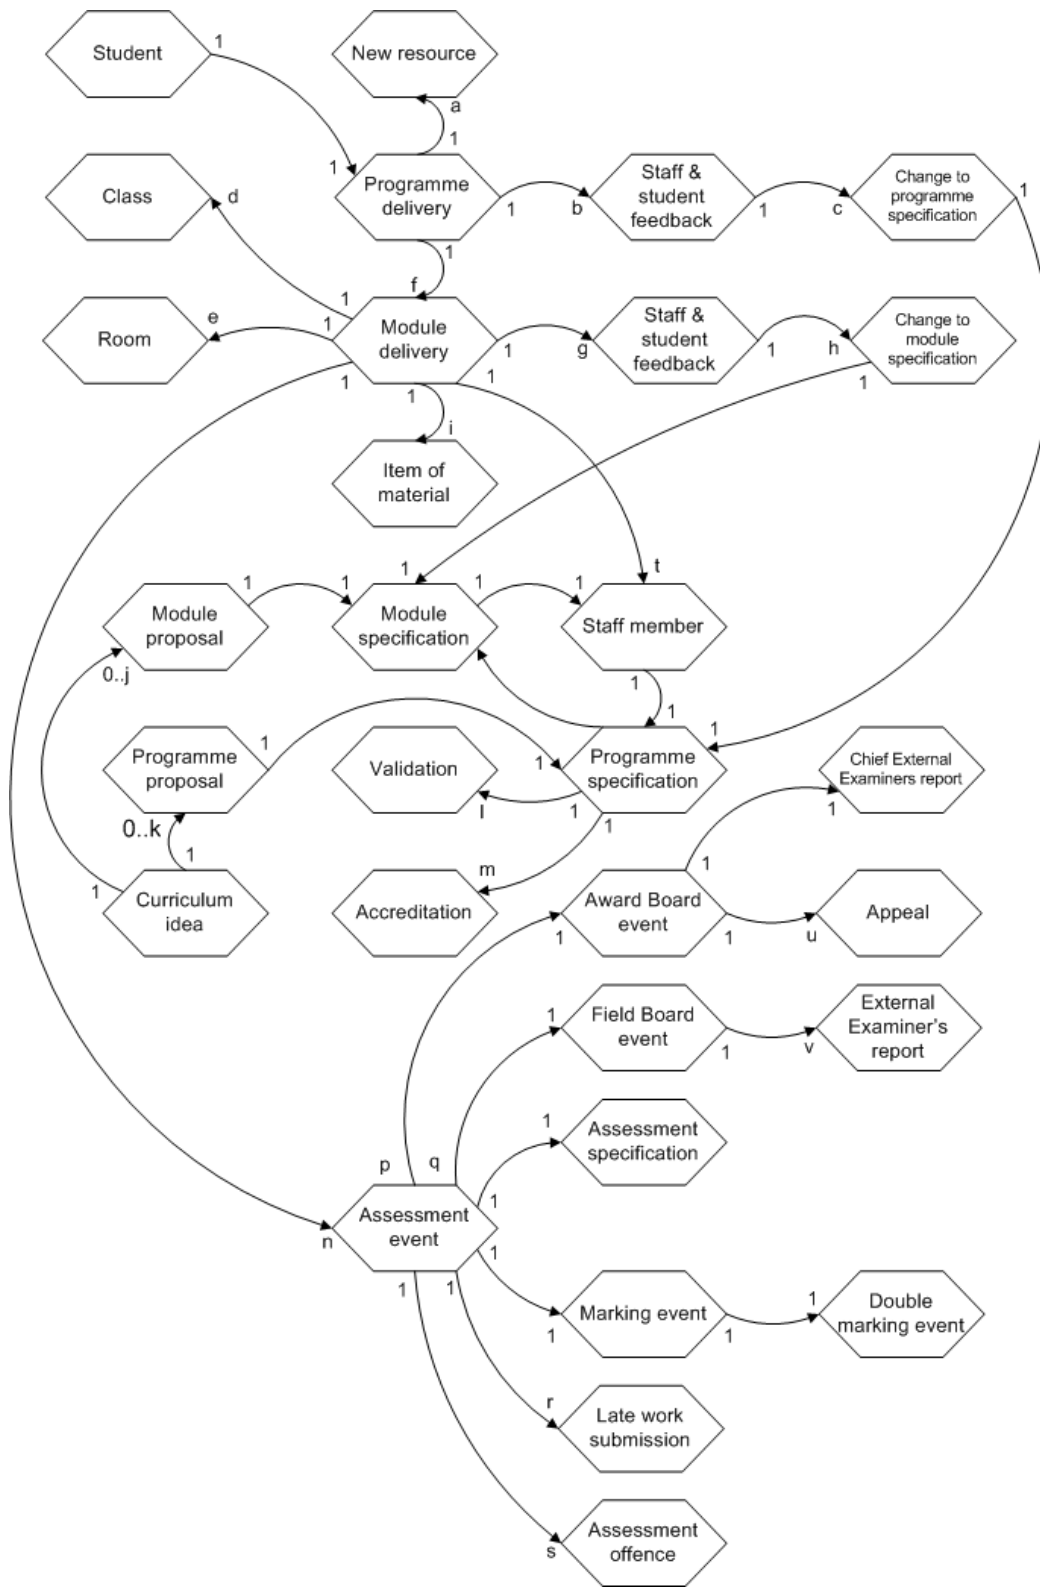 Student
1
New resource
a
1
1
Class
d
Programme
delivery
1
b
Staff &
student
feedback
1
c
Change to
programme
specification
1
1
f
Room
e
1
1
Module
delivery
1
g
Staff &
student
feedback
1
h
Change to
module
specification
1
1
1
1
i
Item of
material
t
Module
proposal
1
1
1
Module
specification
1
1
Staff member
0..j
1
1
1
Programme
proposal
1
Validation
l
1
1
Programme
specification
1
Chief External
Examiners report
1
0..k
1
1
Curriculum
idea
m
Accreditation
1
Award Board
event
1
1
u
Appeal
1
Field Board
event
1
v
External
Examiner's
report
1
Assessment
specification
p
q
1
Assessment
event
n
1
1
1
1
Marking event
1
1
Double
marking event
r
Late work
submission
s
Assessment
offence